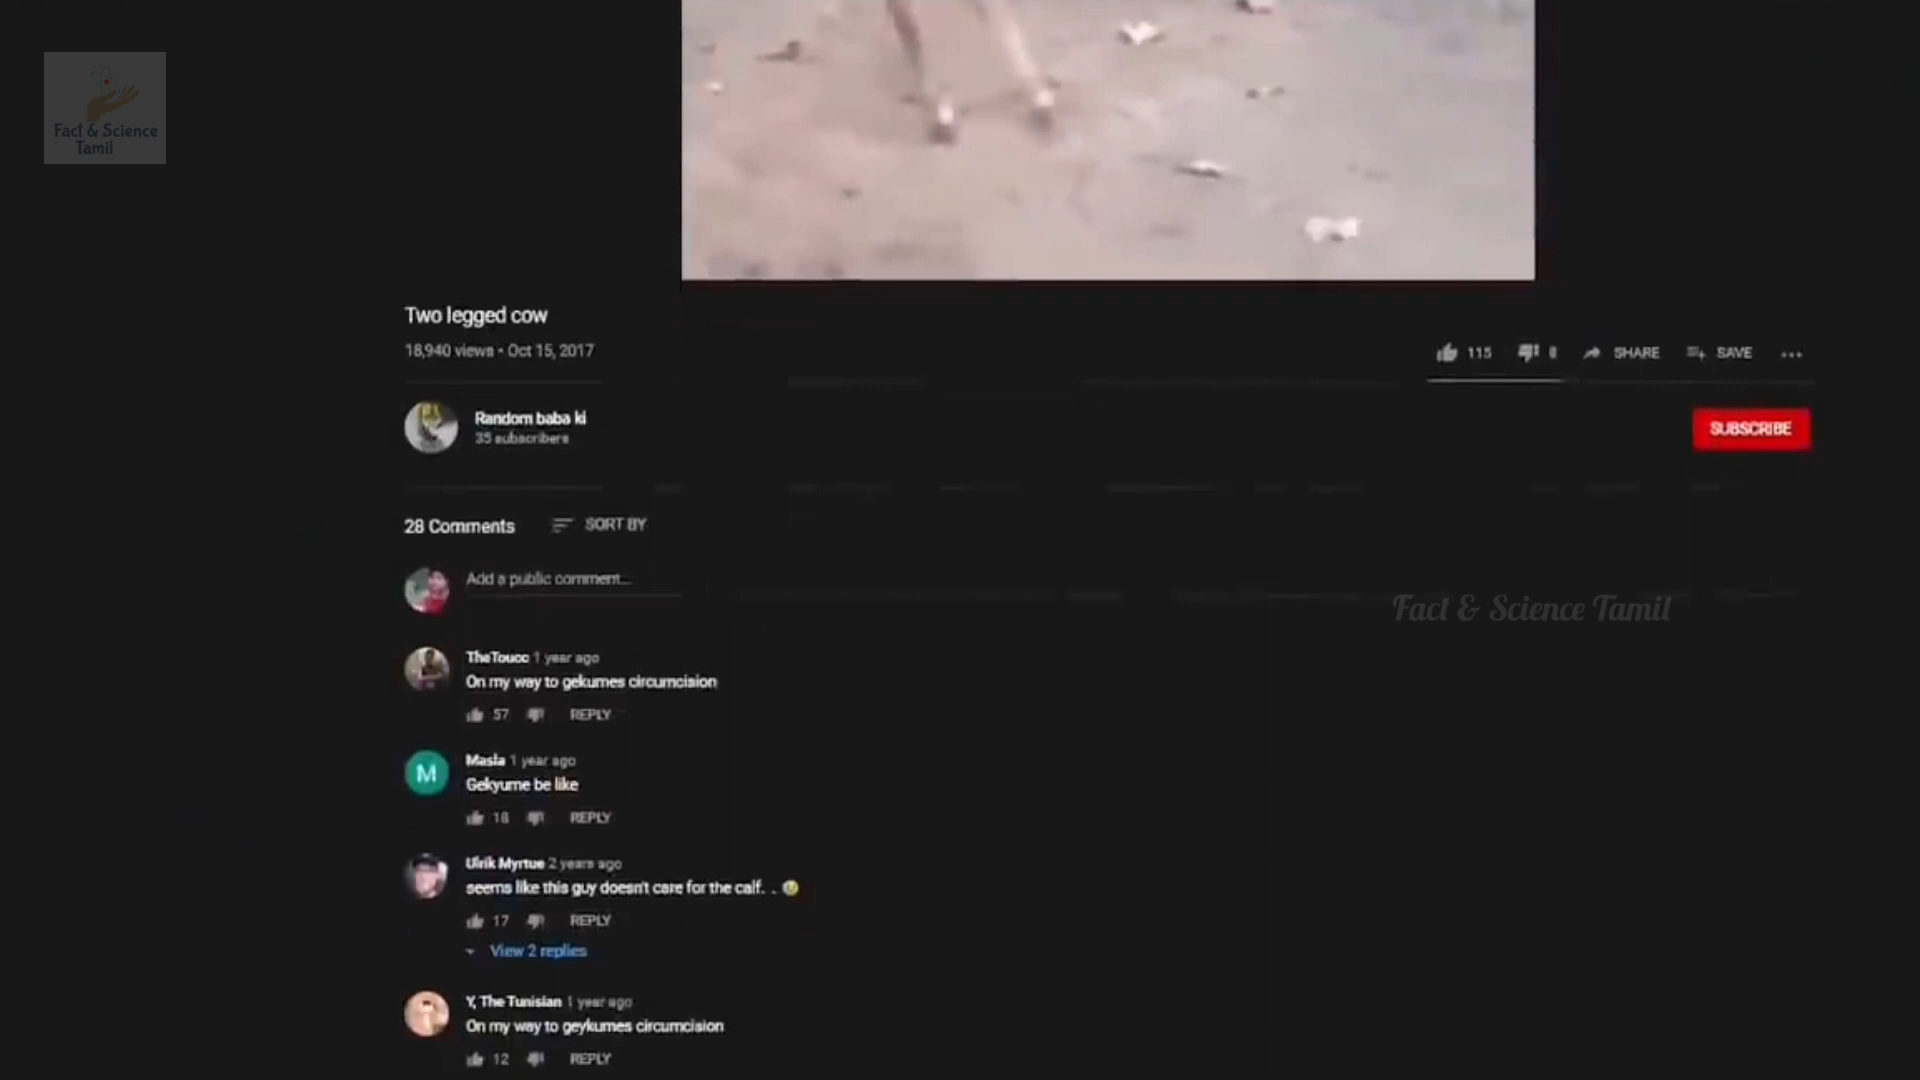 Fact & Science
Tamil
Two legged cow
18,940 views • Oct 15, 2017
115
8
SHARE
SAVE
Random baba ki
35 subscribers
SUBSCRIBE
28 Comments
SORT BY
Add a public comment...
Fact & Science Tamil
TheToucc 1 year ago
On my way to gekumes circumcision
57
REPLY
Masla 1 year ago
Gekyume be like
18
REPLY
Ulrik Myrtue 2 years ago
seems like this guy doesn't care for the calf. . 😢
17
REPLY
View 2 replies
Y, The Tunisian 1 year ago
On my way to geykumes circumcision
12
REPLY